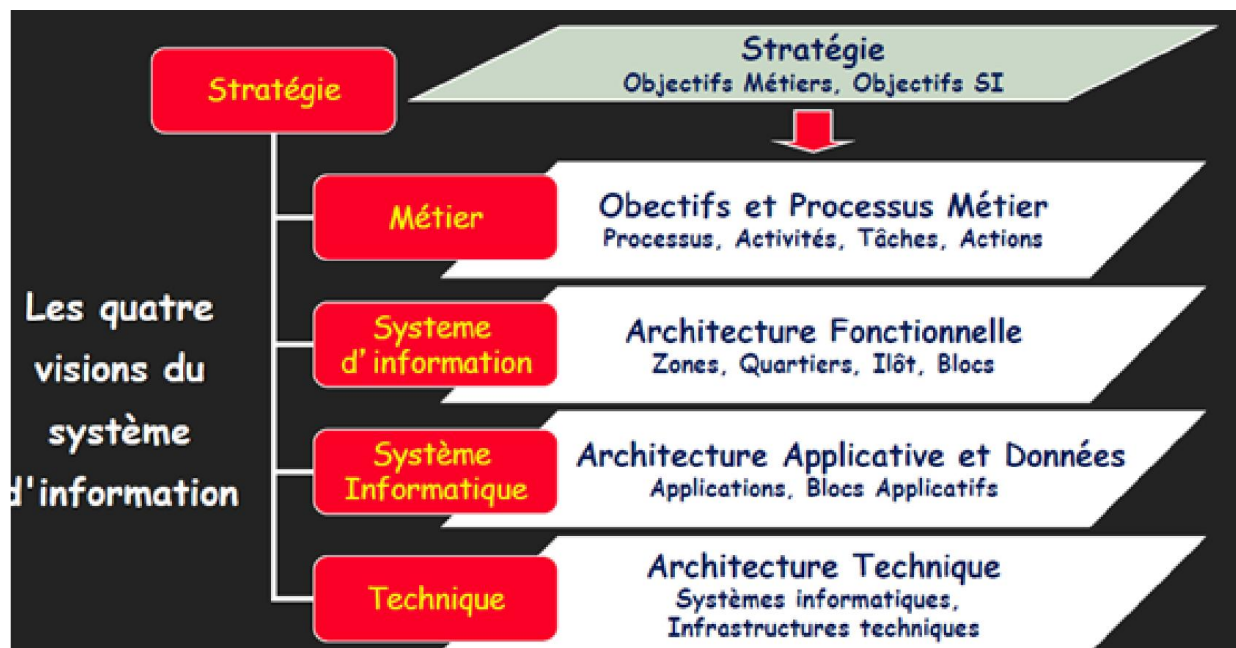 Stratégie
Stratégie
Objectifs Métiers, Objectifs SI
Métier
Obectifs et Processus Métier
Processus, Activités, Tâches, Actions
Les quatre
visions du
système
d'information
Systeme
d'information
Architecture Fonctionnelle
Zones, Quartiers, Ilôt, Blocs
Système
Informatique
Architecture Applicative et Données
Applications, Blocs Applicatifs
Technique
Architecture Technique
Systèmes informatiques,
Infrastructures techniques